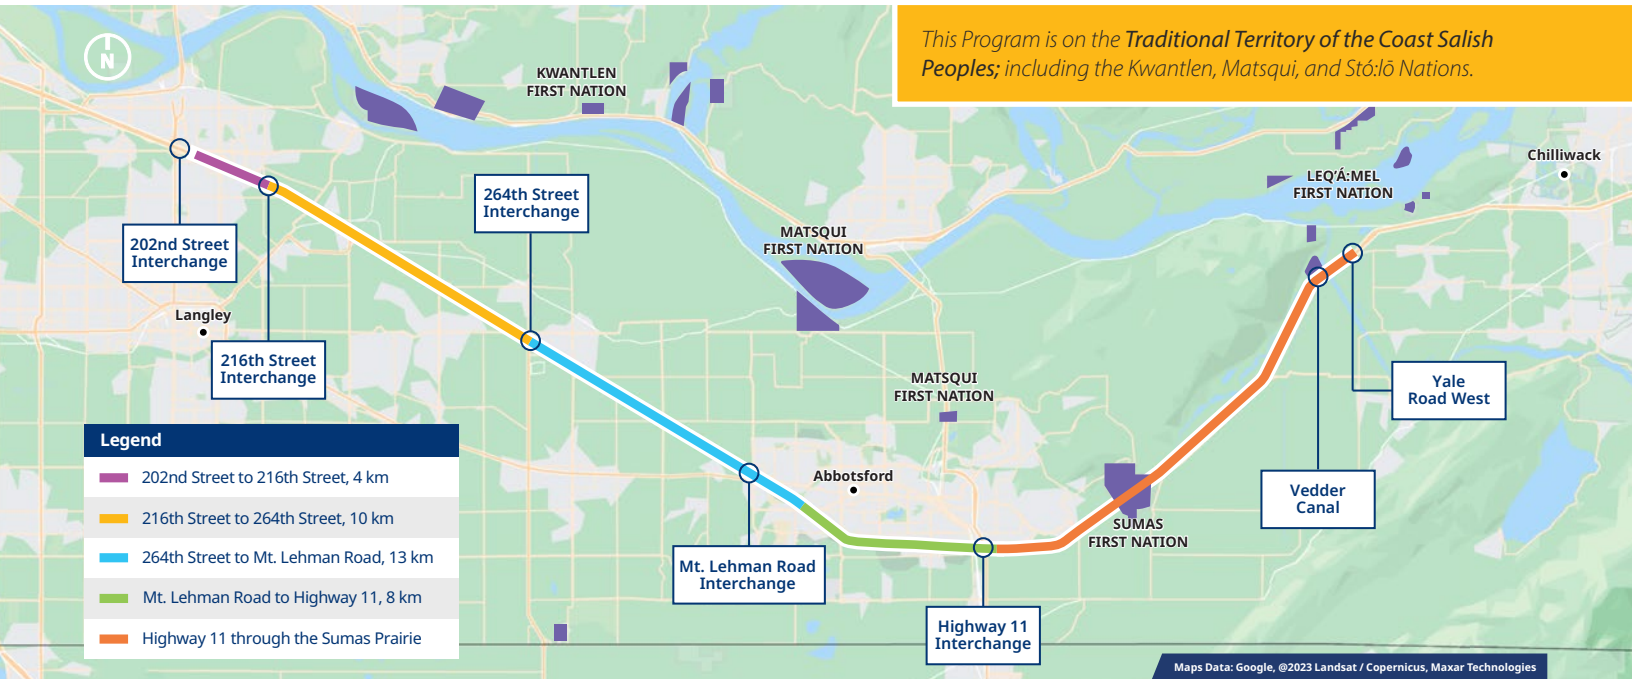 This Program is on the Traditional Territory of the Coast Salish
Peoples; including the Kwantlen, Matsqui, and Stó:lō Nations.
N
KWANTLEN
FIRST NATION
Chilliwack
LEQ'Á:MEL
FIRST NATION
264th Street
Interchange
202nd Street
Interchange
MATSQUI
FIRST NATION
Langley
216th Street
Interchange
MATSQUI
FIRST NATION
Yale
Road West
Abbotsford
Vedder
Canal
SUMAS
FIRST NATION
Mt. Lehman Road
Interchange
Highway 11
Interchange
Legend
202nd Street to 216th Street, 4 km
216th Street to 264th Street, 10 km
264th Street to Mt. Lehman Road, 13 km
Mt. Lehman Road to Highway 11, 8 km
Highway 11 through the Sumas Prairie
Maps Data: Google, @2023 Landsat / Copernicus, Maxar Technologies